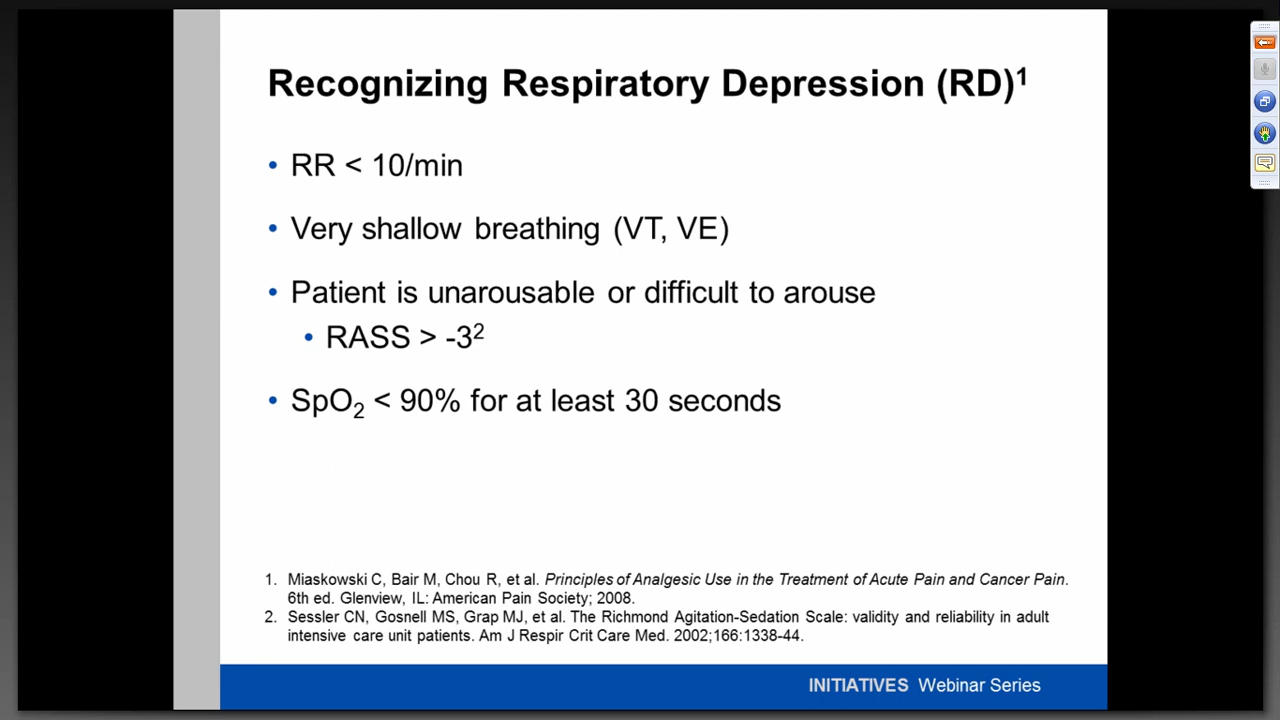 Recognizing Respiratory Depression (RD)¹
• RR < 10/min
• Very shallow breathing (VT, VE)
• Patient is unarousable or difficult to arouse
• RASS > -3²
• SpO₂ < 90% for at least 30 seconds
1. Miaskowski C, Bair M, Chou R, et al. Principles of Analgesic Use in the Treatment of Acute Pain and Cancer Pain.
6th ed. Glenview, IL: American Pain Society; 2008.
2. Sessler CN, Gosnell MS, Grap MJ, et al. The Richmond Agitation-Sedation Scale: validity and reliability in adult
intensive care unit patients. Am J Respir Crit Care Med. 2002;166:1338-44.
INITIATIVES Webinar Series